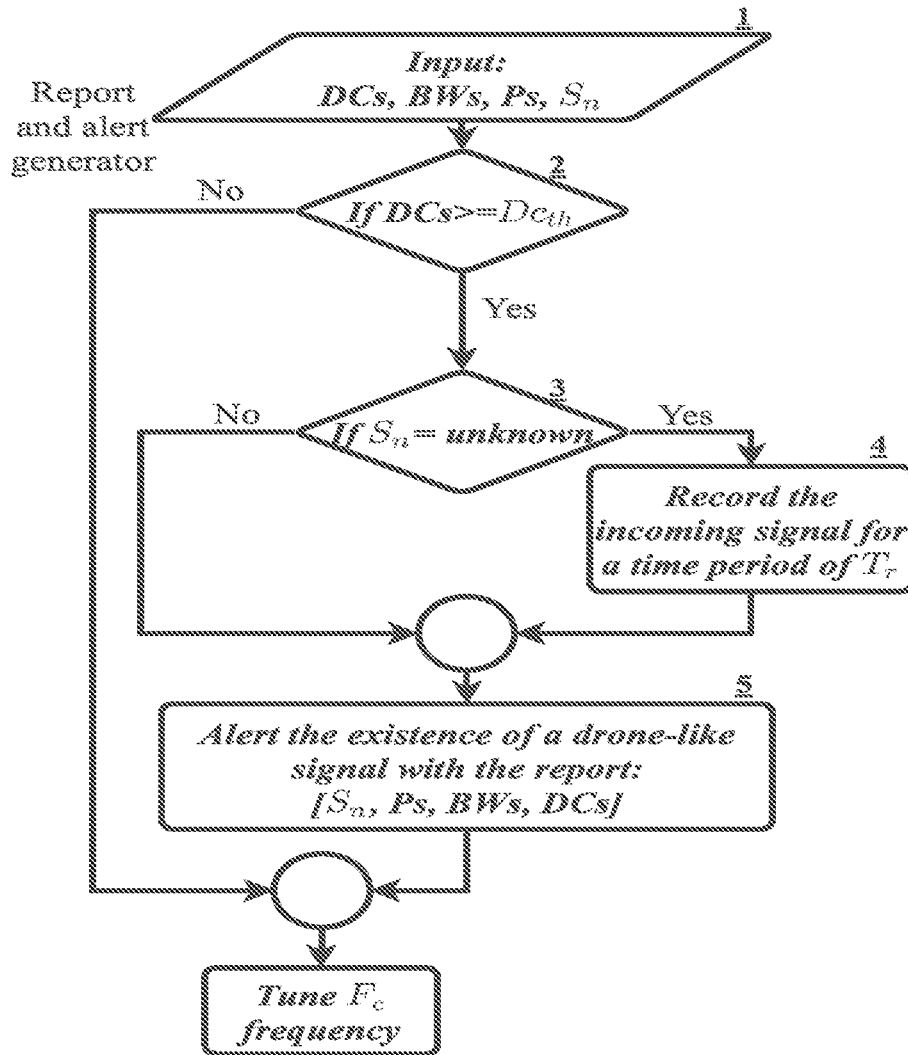 1
Input:
DCs, BWs, Ps, Sₙ
Report
and alert
generator
2
No
If DCs>=Dcₜₕ
Yes
3
No
If Sₙ= unknown
Yes
4
Record the
incoming signal for
a time period of Tᵣ
5
Alert the existence of a drone-like
signal with the report:
[Sₙ, Ps, BWs, DCs]
Tune F_c
frequency